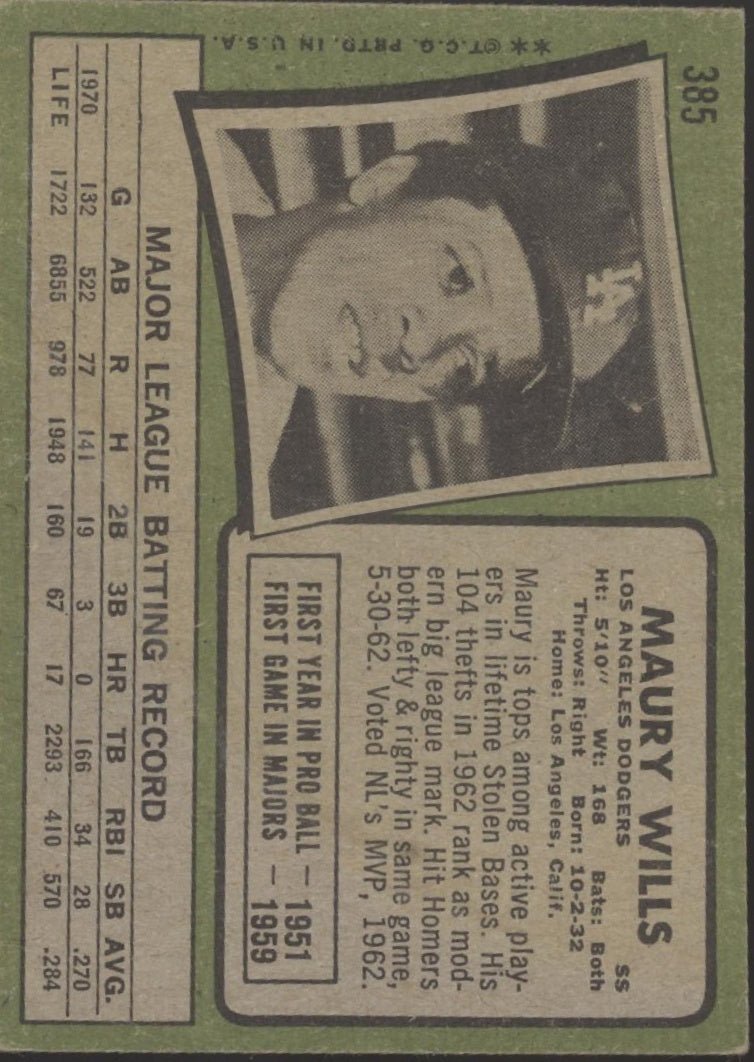 385
MAURY WILLS
LOS ANGELES DODGERS SS
Ht: 5'10" Wt: 168 Bats: Both
Throws: Right Born: 10-2-32
Home: Los Angeles, Calif.
Maury is tops among active play-
ers in lifetime Stolen Bases. His
104 thefts in 1962 rank as mod-
ern big league mark. Hit Homers
both lefty & righty in same game,
5-30-62. Voted NL's MVP, 1962.
FIRST YEAR IN PRO BALL — 1951
FIRST GAME IN MAJORS — 1959
LA
MAJOR LEAGUE BATTING RECORD
G AB R H 2B 3B HR TB RBI SB AVG.
1970 132 522 77 141 19 3 0 166 34 28 .270
LIFE 1722 6855 978 1948 160 67 17 2293 410 570 .284
**©T.C.G. PRTD. IN U.S.A.